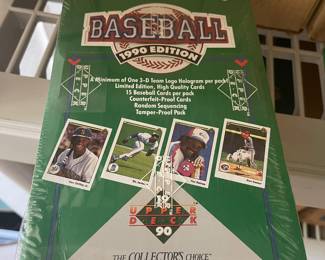 BASEBALL
1990 EDITION
A Minimum of One 3-D Team Logo Hologram per pack
Limited Edition, High Quality Cards
15 Baseball Cards per pack
Counterfeit-Proof Cards
Random Sequencing
Tamper-Proof Pack
UPPER
DECK
90
THE COLLECTOR'S CHOICE